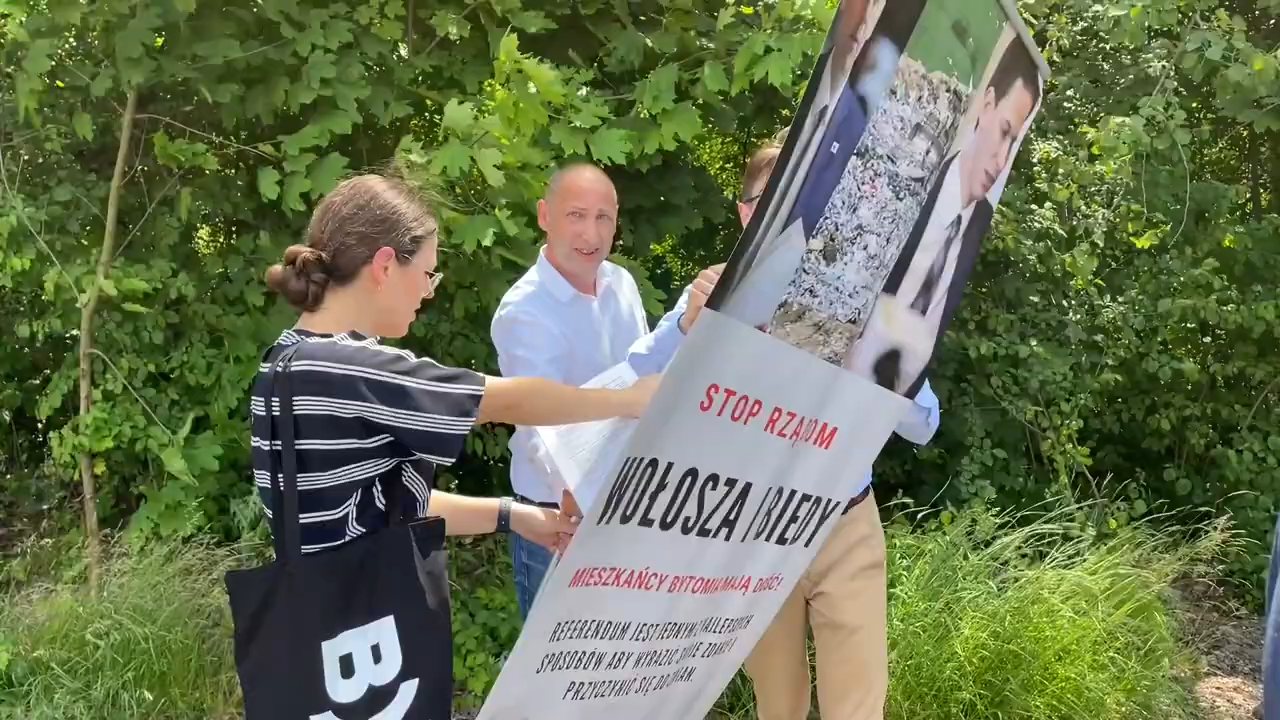 STOP RZĄDOM
WOŁOSZA I BIEDY
MIESZKAŃCY BYTOMIA MAJĄ DOŚĆ!
REFERENDUM JEST JEDNYM Z NAJLEPSZYCH
SPOSOBÓW ABY WYRAZIĆ SWOJE ZDANIE I
PRZYCZYNIĆ SIĘ DO ZMIAN.
BY